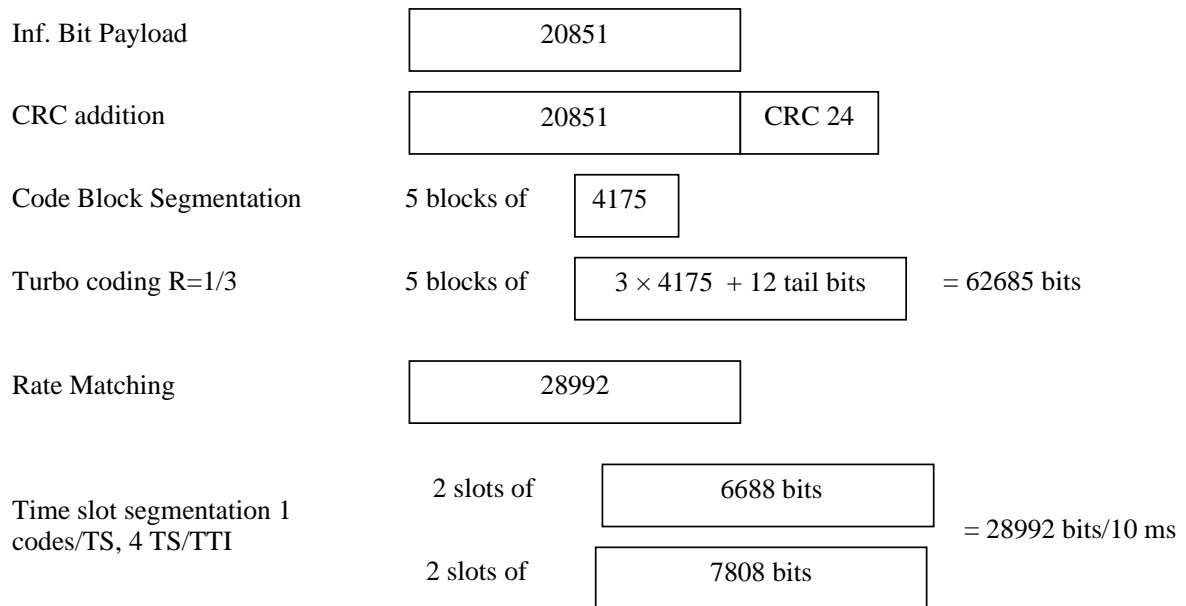 Inf. Bit Payload 20851
CRC addition 20851 CRC 24
Code Block Segmentation 5 blocks of 4175
Turbo coding R=1/3 5 blocks of 3 × 4175 + 12 tail bits = 62685 bits
Rate Matching 28992
2 slots of 6688 bits
Time slot segmentation 1
codes/TS, 4 TS/TTI
= 28992 bits/10 ms
2 slots of 7808 bits